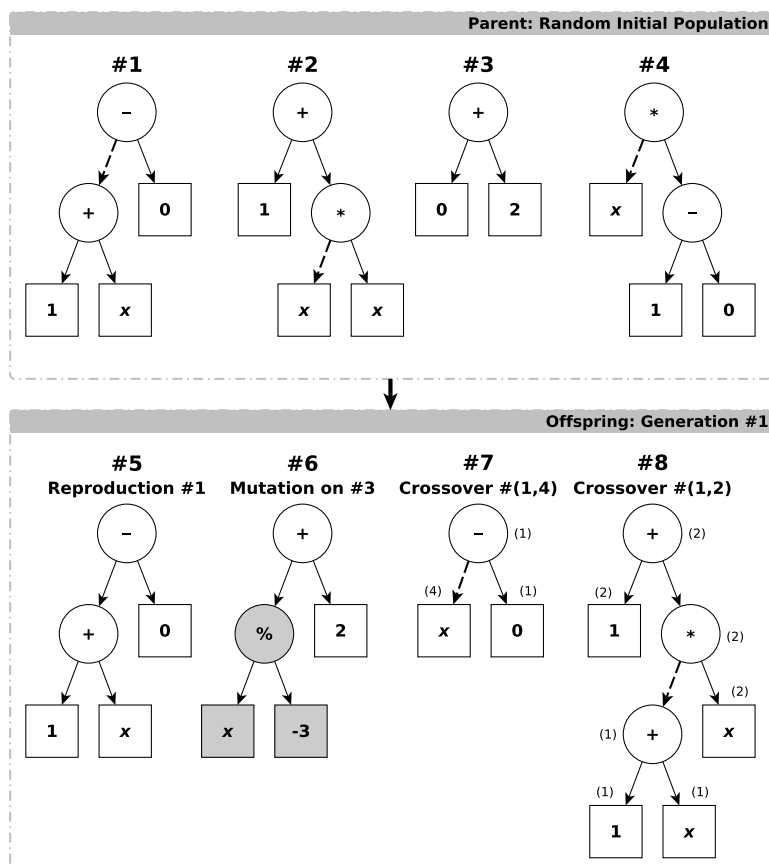 Parent: Random Initial Population
#1 #2 #3 #4
− + + *
+ 0 1 * 0 2 x −
1 x x x 1 0
Offspring: Generation #1
#5 #6 #7 #8
Reproduction #1 Mutation on #3 Crossover #(1,4) Crossover #(1,2)
− + − (1) + (2)
(4) (1) (2)
+ 0 % 2 x 0 1 * (2)
(2)
1 x x -3 (1) + x
(1) (1)
1 x